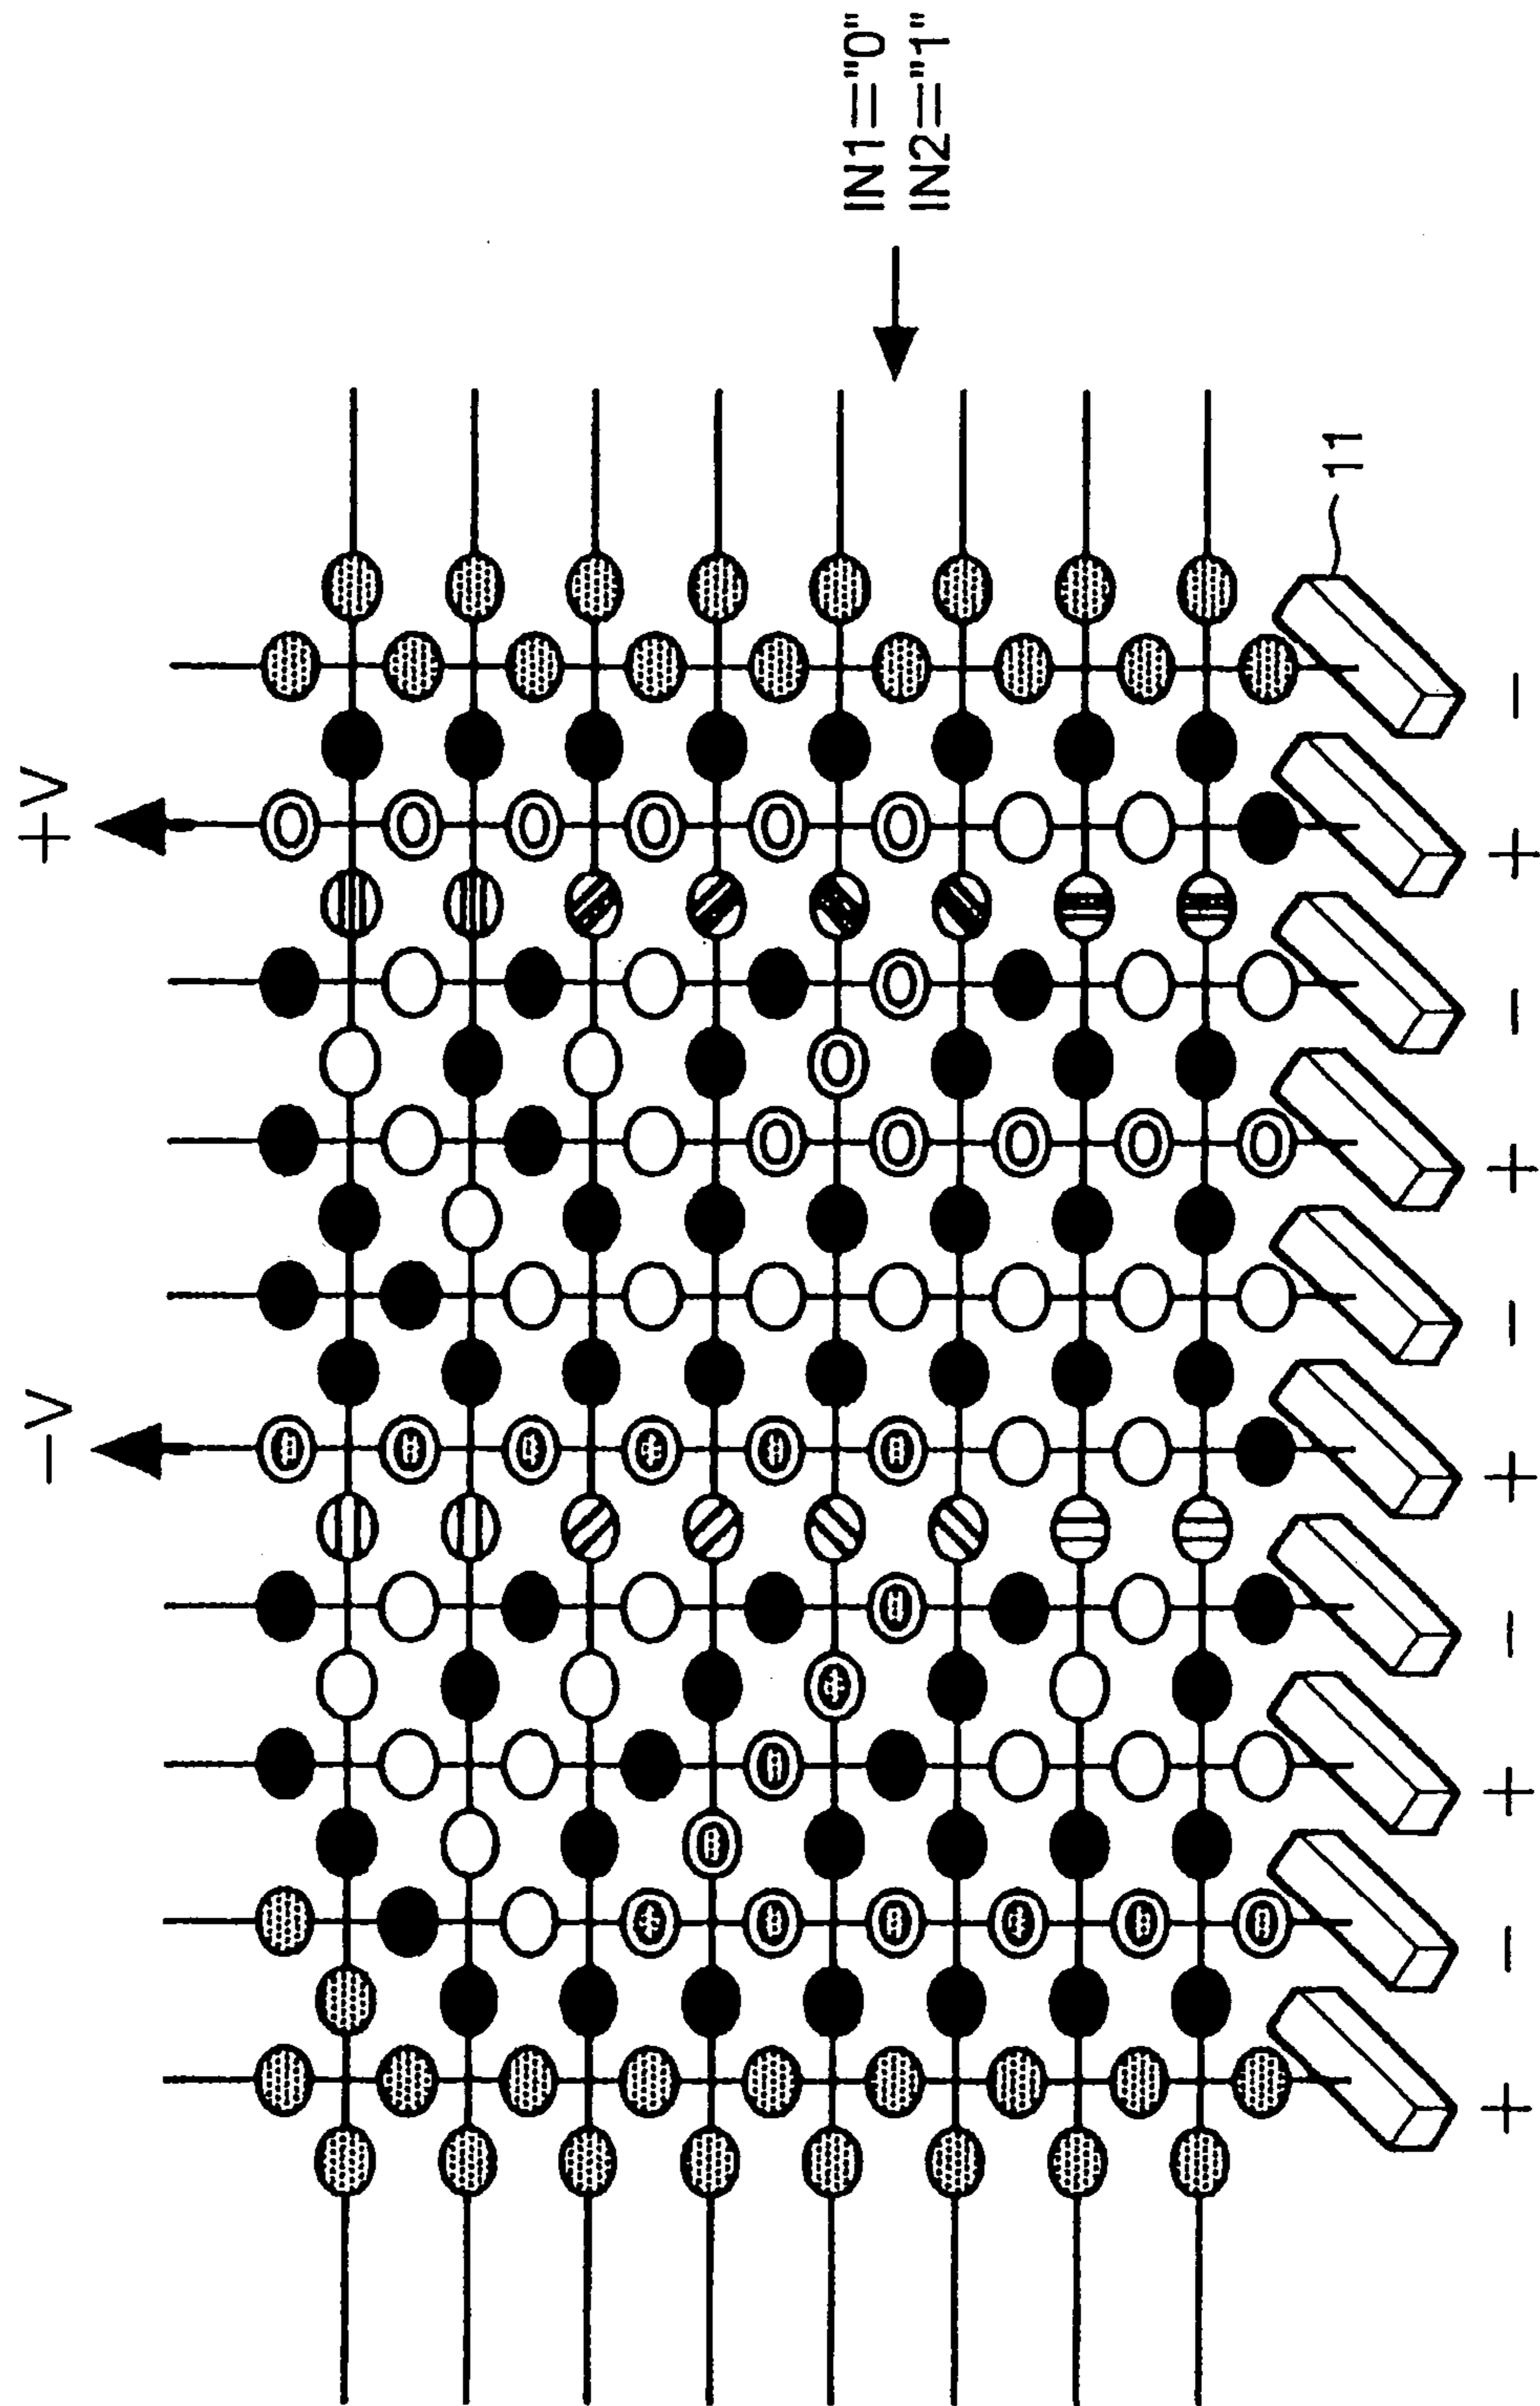 +V
−V
IN1="0"
IN2="1"
11
−
+
−
+
−
+
−
+
−
+